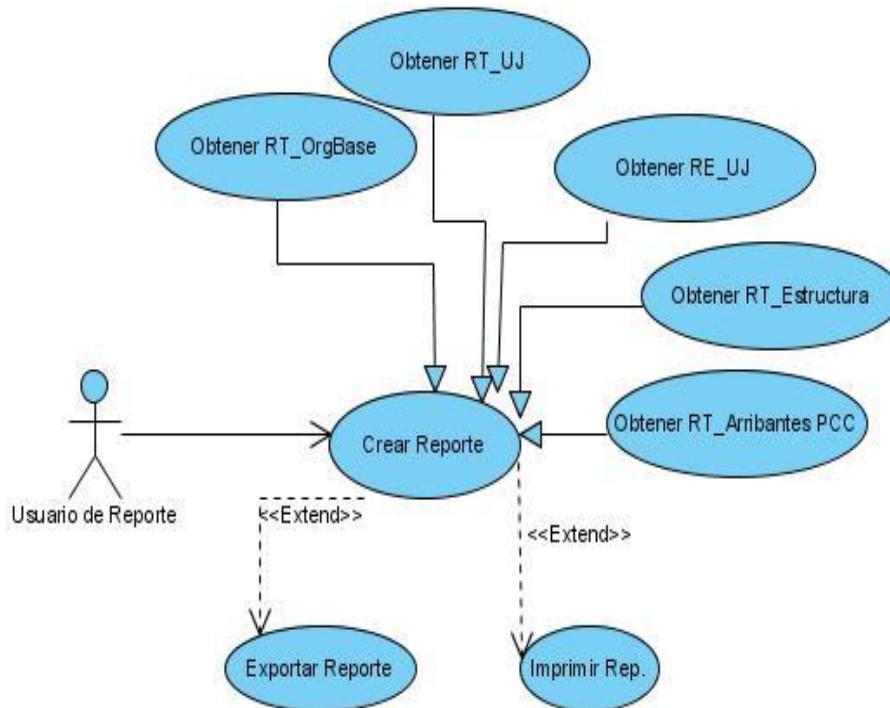 Obtener RT_UJ
Obtener RT_OrgBase
Obtener RE_UJ
Obtener RT_Estructura
Obtener RT_Arribantes PCC
Crear Reporte
Usuario de Reporte
<<Extend>>
<<Extend>>
Exportar Reporte
Imprimir Rep.